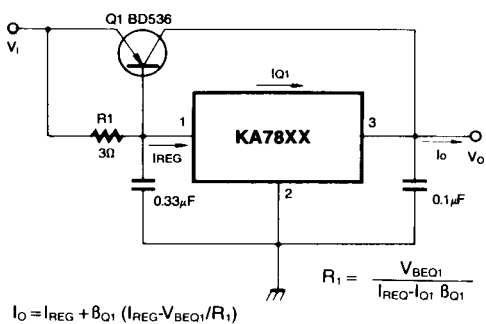 Q1 BD536
VI
IQ1
R1
3Ω
1
KA78XX
3
IREG
IO
VO
2
0.33µF
0.1µF
R1 = VBEQ1 / IREQ-IQ1 βQ1
IO = IREG + βQ1 (IREG-VBEQ1/R1)